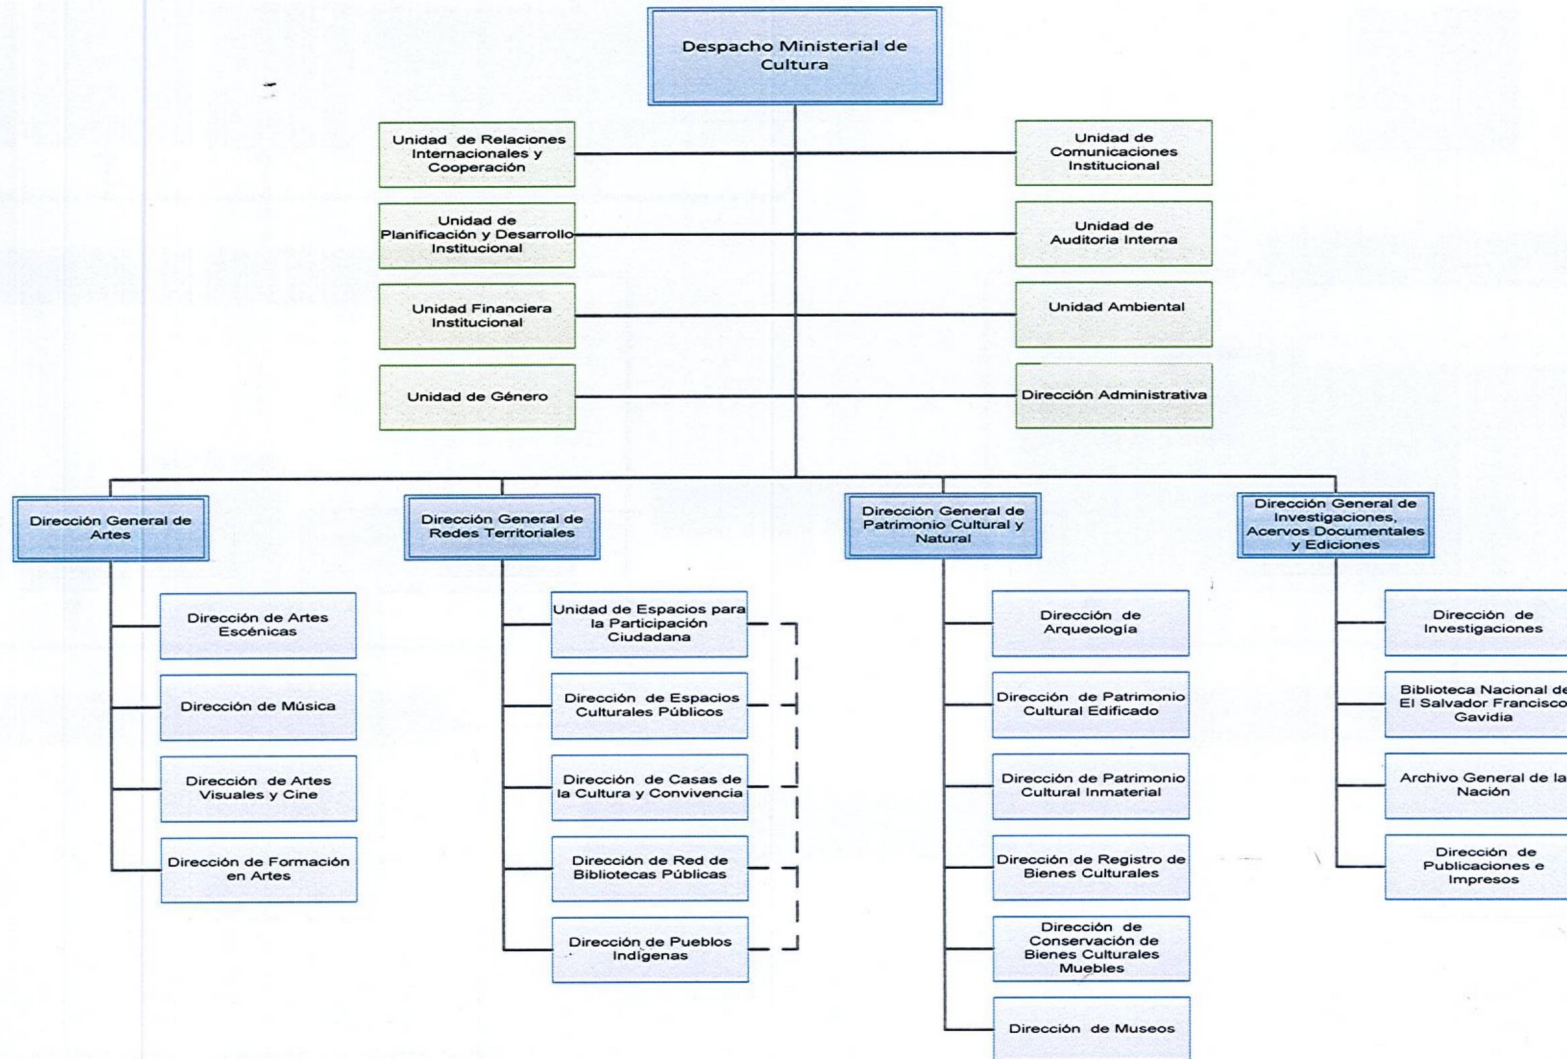 Despacho Ministerial de
Cultura
Unidad de Relaciones
Internacionales y
Cooperación
Unidad de
Comunicaciones
Institucional
Unidad de
Planificación y Desarrollo
Institucional
Unidad de
Auditoria Interna
Unidad Financiera
Institucional
Unidad Ambiental
Unidad de Género
Dirección Administrativa
Dirección General de
Artes
Dirección de Artes
Escénicas
Dirección de Música
Dirección de Artes
Visuales y Cine
Dirección de Formación
en Artes
Dirección General de
Redes Territoriales
Unidad de Espacios para
la Participación
Ciudadana
Dirección de Espacios
Culturales Públicos
Dirección de Casas de
la Cultura y Convivencia
Dirección de Red de
Bibliotecas Públicas
Dirección de Pueblos
Indígenas
Dirección General de
Patrimonio Cultural y
Natural
Dirección de
Arqueología
Dirección de Patrimonio
Cultural Edificado
Dirección de Patrimonio
Cultural Inmaterial
Dirección de Registro de
Bienes Culturales
Dirección de
Conservación de
Bienes Culturales
Muebles
Dirección de Museos
Dirección General de
Investigaciones,
Acervos Documentales
y Ediciones
Dirección de
Investigaciones
Biblioteca Nacional de
El Salvador Francisco
Gavidia
Archivo General de la
Nación
Dirección de
Publicaciones e
Impresos